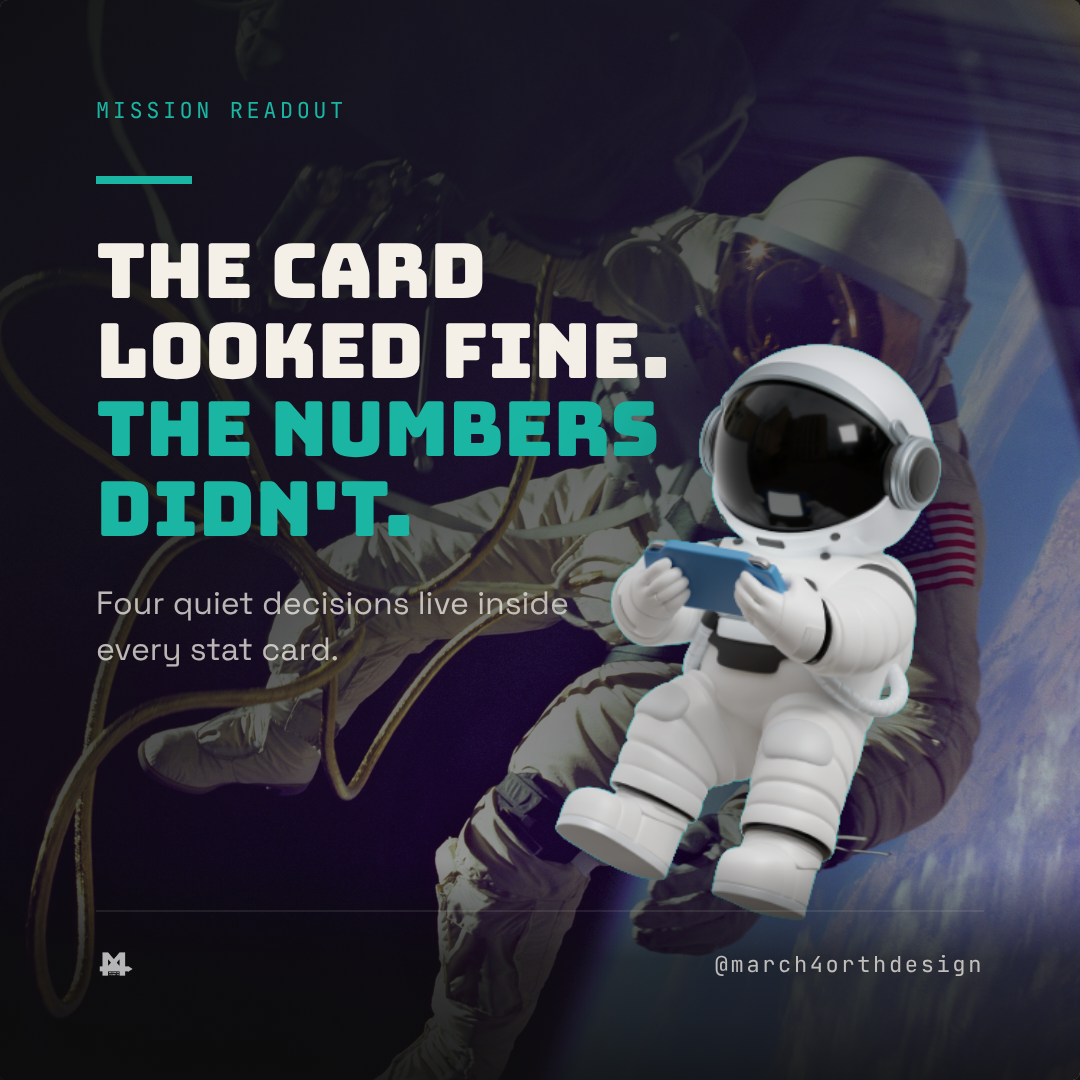 MISSION READOUT
THE CARD
LOOKED FINE.
THE NUMBERS
DIDN'T.
Four quiet decisions live inside
every stat card.
@march4orthdesign